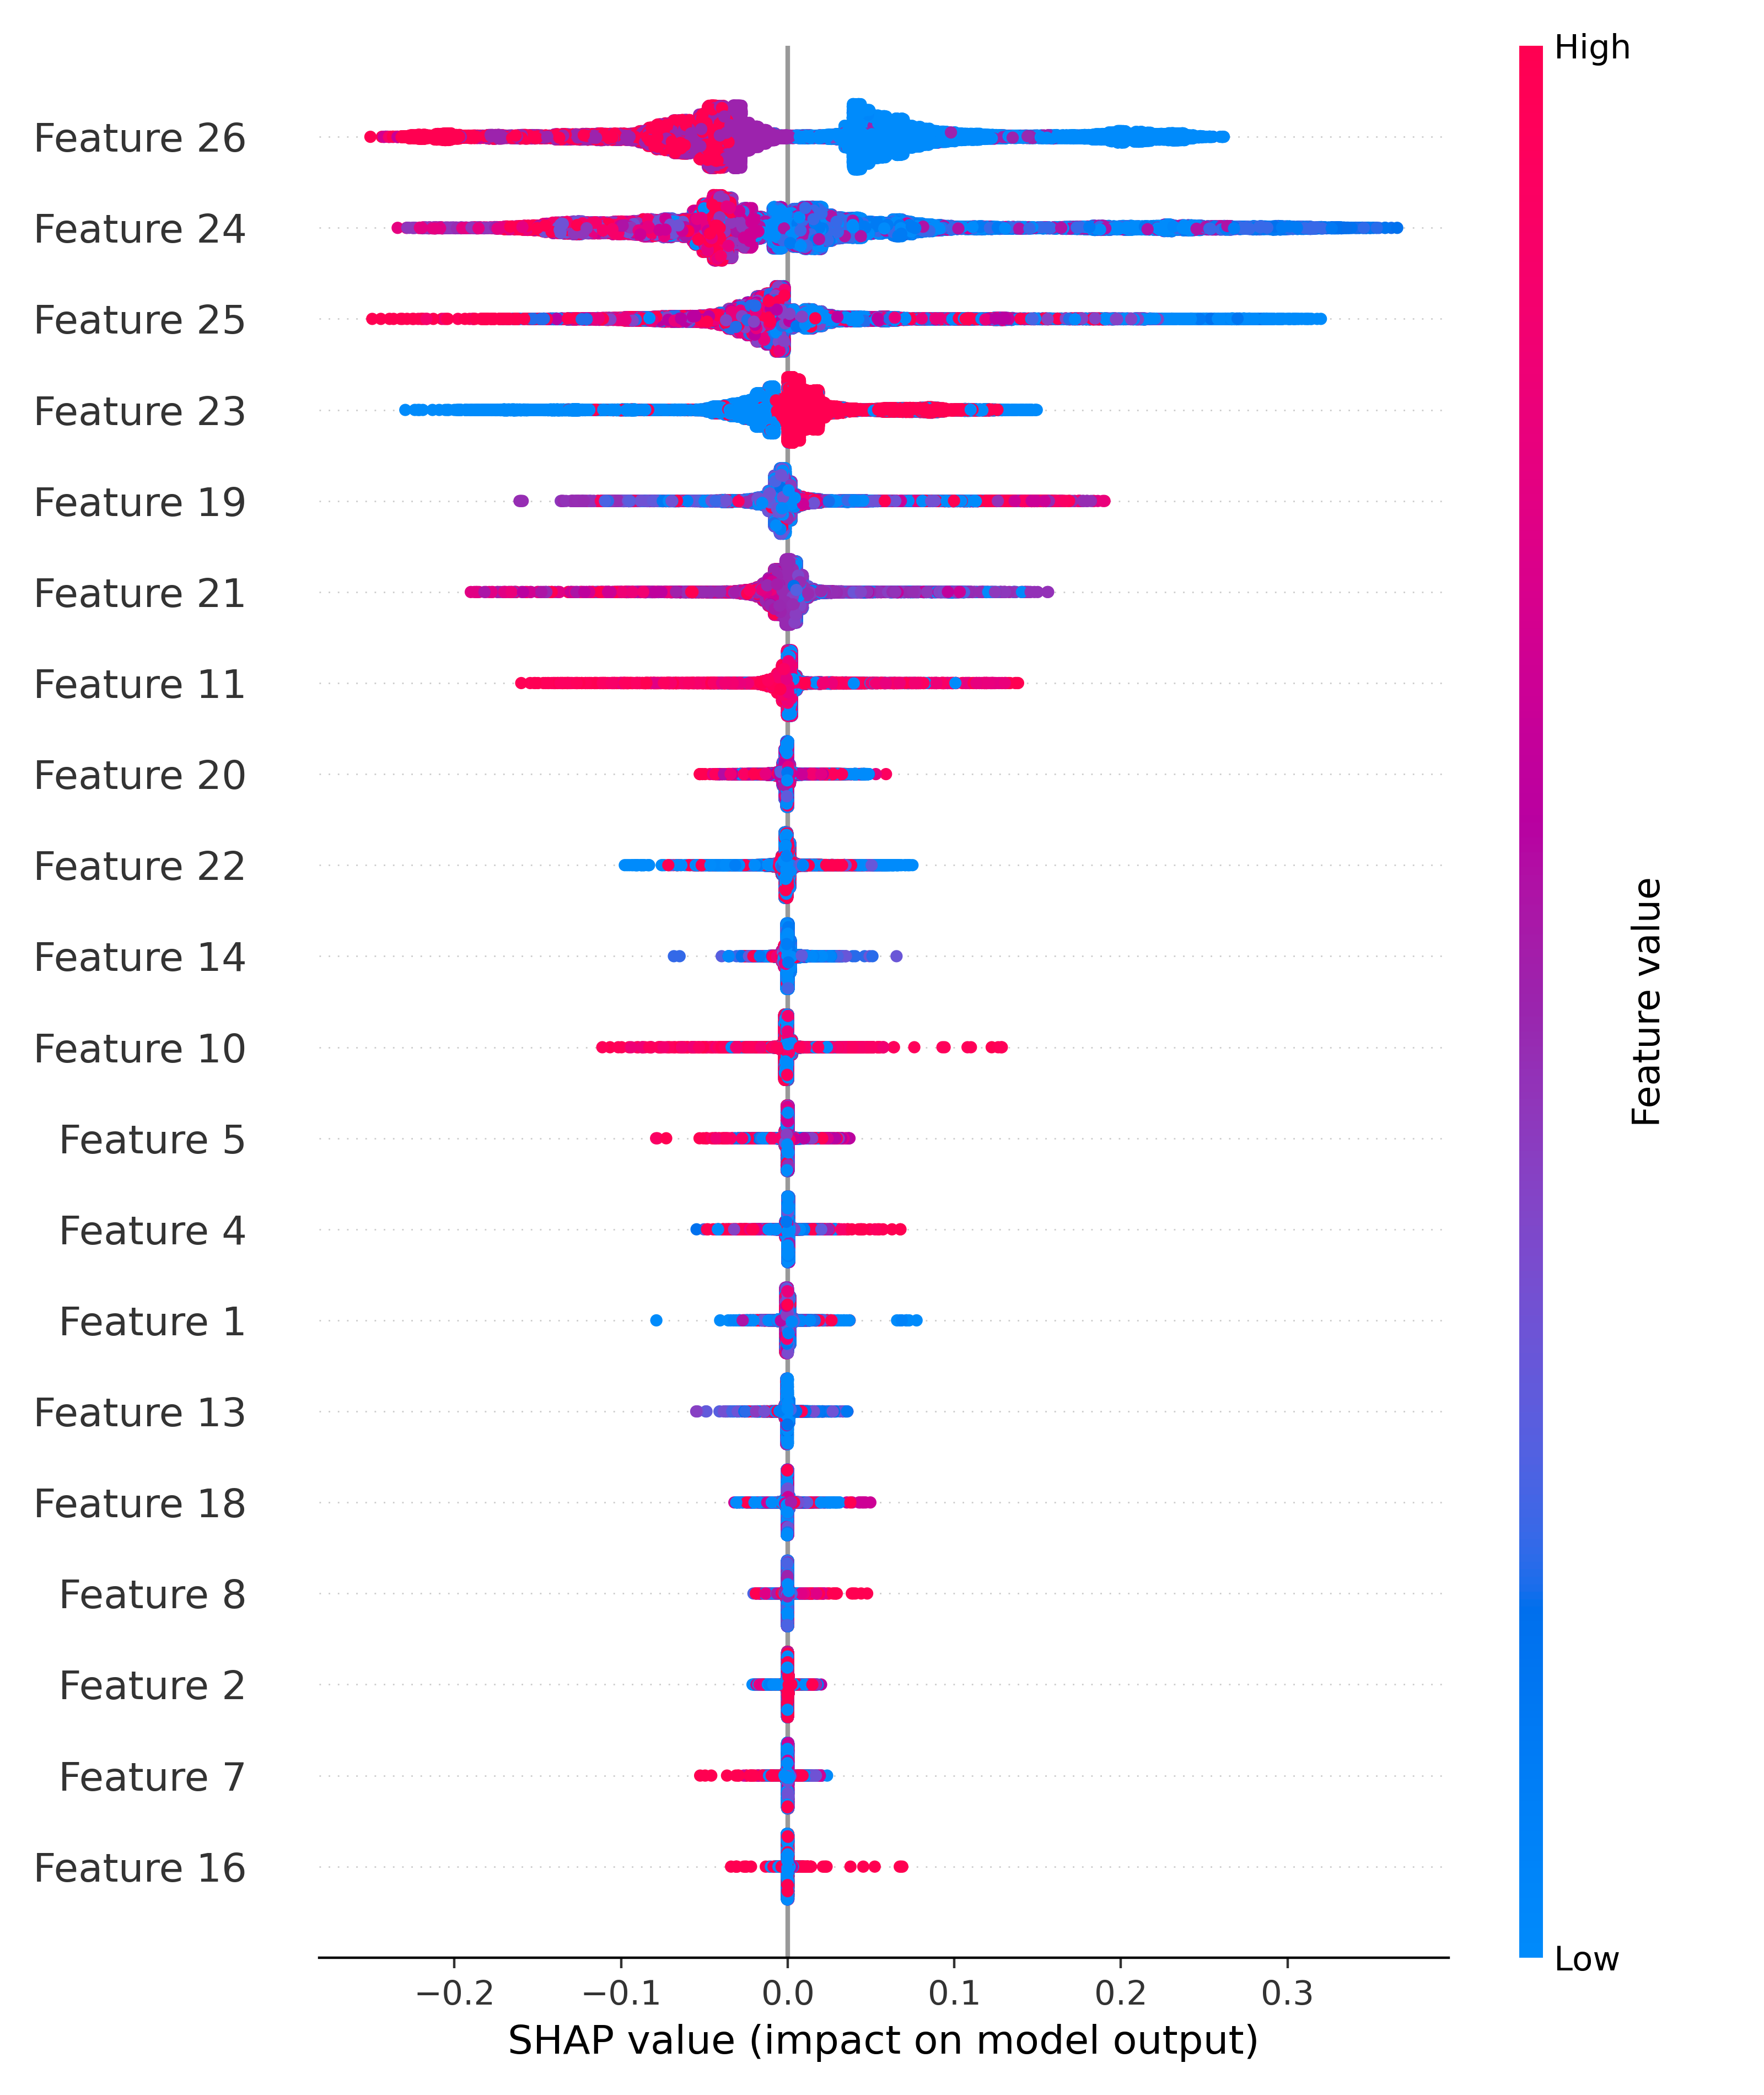 High
Feature 26
Feature 24
Feature 25
Feature 23
Feature 19
Feature 21
Feature 11
Feature 20
Feature 22
Feature 14
Feature 10
Feature 5
Feature 4
Feature 1
Feature 13
Feature 18
Feature 8
Feature 2
Feature 7
Feature 16
Feature value
Low
−0.2 −0.1 0.0 0.1 0.2 0.3
SHAP value (impact on model output)